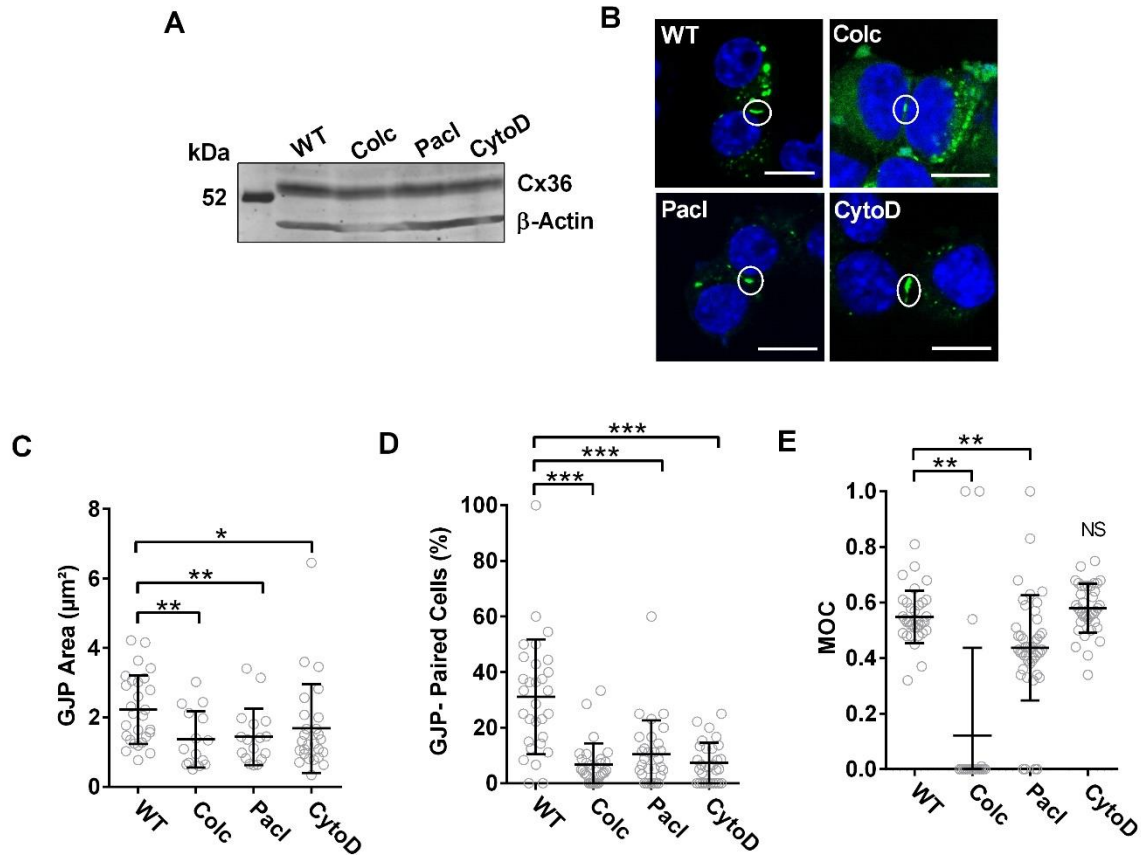 A
kDa
WT Colc Pacl CytoD
52
Cx36
β-Actin
B
WT
Colc
Pacl
CytoD
C
GJP Area (µm²)
8
6
4
2
0
*
**
**
WT Colc Pacl CytoD
D
GJP- Paired Cells (%)
100
80
60
40
20
0
***
***
***
WT Colc Pacl CytoD
E
MOC
1.0
0.8
0.6
0.4
0.2
0.0
**
**
NS
WT Colc Pacl CytoD